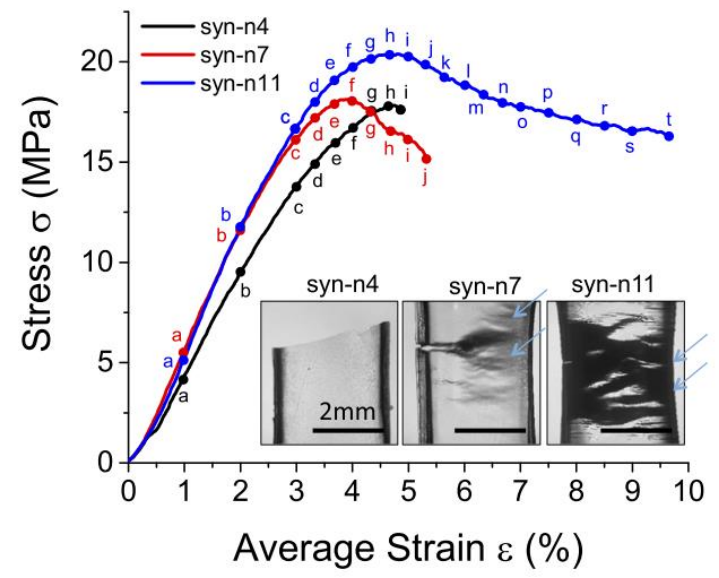 syn-n4
syn-n7
syn-n11
Stress σ (MPa)
20
15
10
5
0
0 1 2 3 4 5 6 7 8 9 10
Average Strain ε (%)
a b c d e f g h i j k l m n o p q r s t
a b c d e f g h i j
a b c d e f g h i
syn-n4 syn-n7 syn-n11
2mm